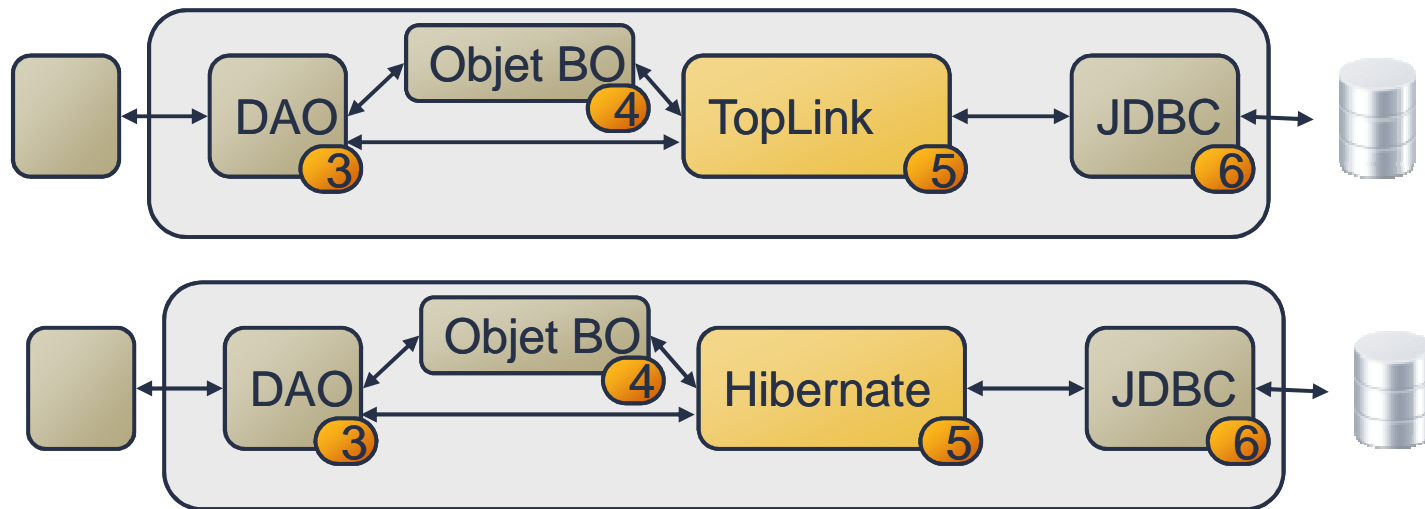 Objet BO
4
DAO
3
TopLink
5
JDBC
6
Objet BO
4
DAO
3
Hibernate
5
JDBC
6